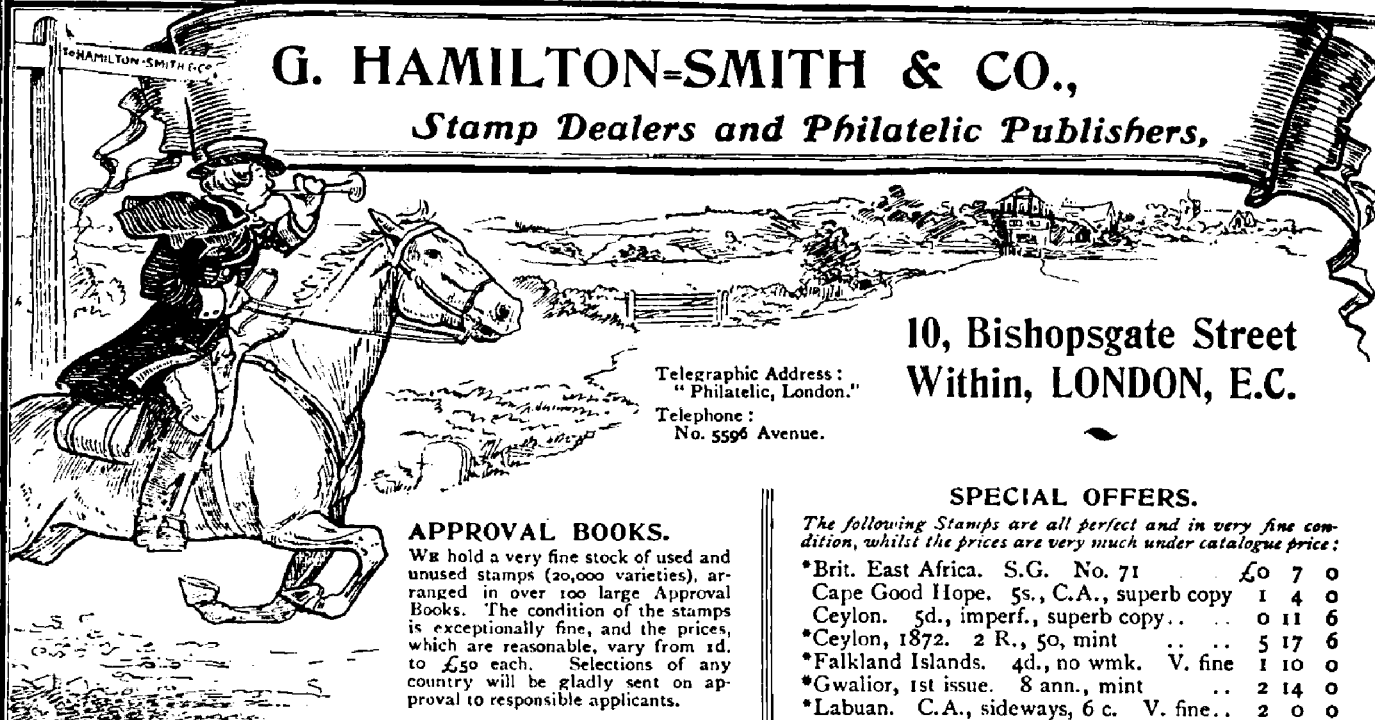 To HAMILTON-SMITH & Co.
G. HAMILTON=SMITH & CO.,
Stamp Dealers and Philatelic Publishers,
10, Bishopsgate Street
Within, LONDON, E.C.
Telegraphic Address:
"Philatelic, London."
Telephone:
No. 5596 Avenue.
APPROVAL BOOKS.
WE hold a very fine stock of used and
unused stamps (20,000 varieties), ar-
ranged in over 100 large Approval
Books. The condition of the stamps
is exceptionally fine, and the prices,
which are reasonable, vary from 1d.
to £50 each. Selections of any
country will be gladly sent on ap-
proval to responsible applicants.
SPECIAL OFFERS.
The following Stamps are all perfect and in very fine con-
dition, whilst the prices are very much under catalogue price:
*Brit. East Africa. S.G. No. 71 £0 7 0
Cape Good Hope. 5s., C.A., superb copy 1 4 0
Ceylon. 5d., imperf., superb copy.. .. 0 11 6
*Ceylon, 1872. 2 R., 50, mint .. .. 5 17 6
*Falkland Islands. 4d., no wmk. V. fine 1 10 0
*Gwalior, 1st issue. 8 ann., mint .. 2 14 0
*Labuan. C.A., sideways, 6 c. V. fine.. 2 0 0